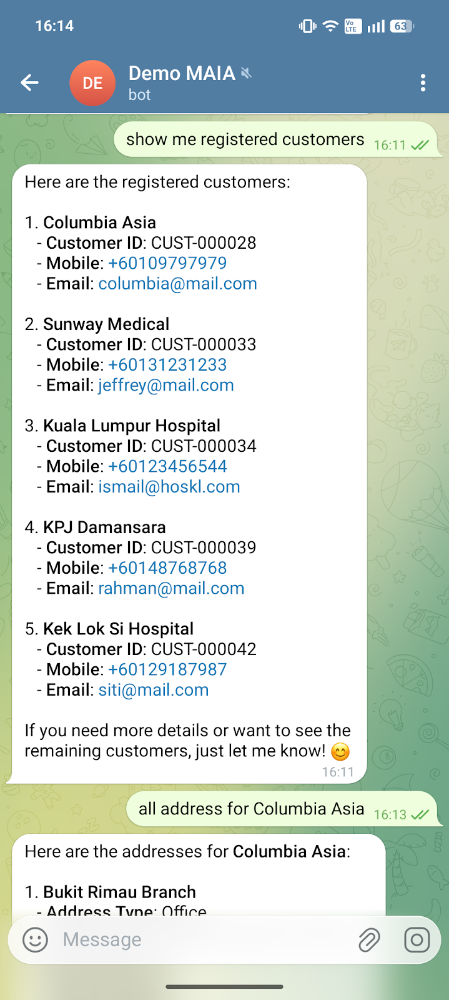 16:14
Vo LTE
63
DE
Demo MAIA
bot
show me registered customers
16:11
Here are the registered customers:
1. Columbia Asia
- Customer ID: CUST-000028
- Mobile: +60109797979
- Email: columbia@mail.com
2. Sunway Medical
- Customer ID: CUST-000033
- Mobile: +60131231233
- Email: jeffrey@mail.com
3. Kuala Lumpur Hospital
- Customer ID: CUST-000034
- Mobile: +60123456544
- Email: ismail@hoskl.com
4. KPJ Damansara
- Customer ID: CUST-000039
- Mobile: +60148768768
- Email: rahman@mail.com
5. Kek Lok Si Hospital
- Customer ID: CUST-000042
- Mobile: +60129187987
- Email: siti@mail.com
If you need more details or want to see the
remaining customers, just let me know! 😊
16:11
all address for Columbia Asia
16:13
Here are the addresses for Columbia Asia:
1. Bukit Rimau Branch
- Address Type: Office
Message